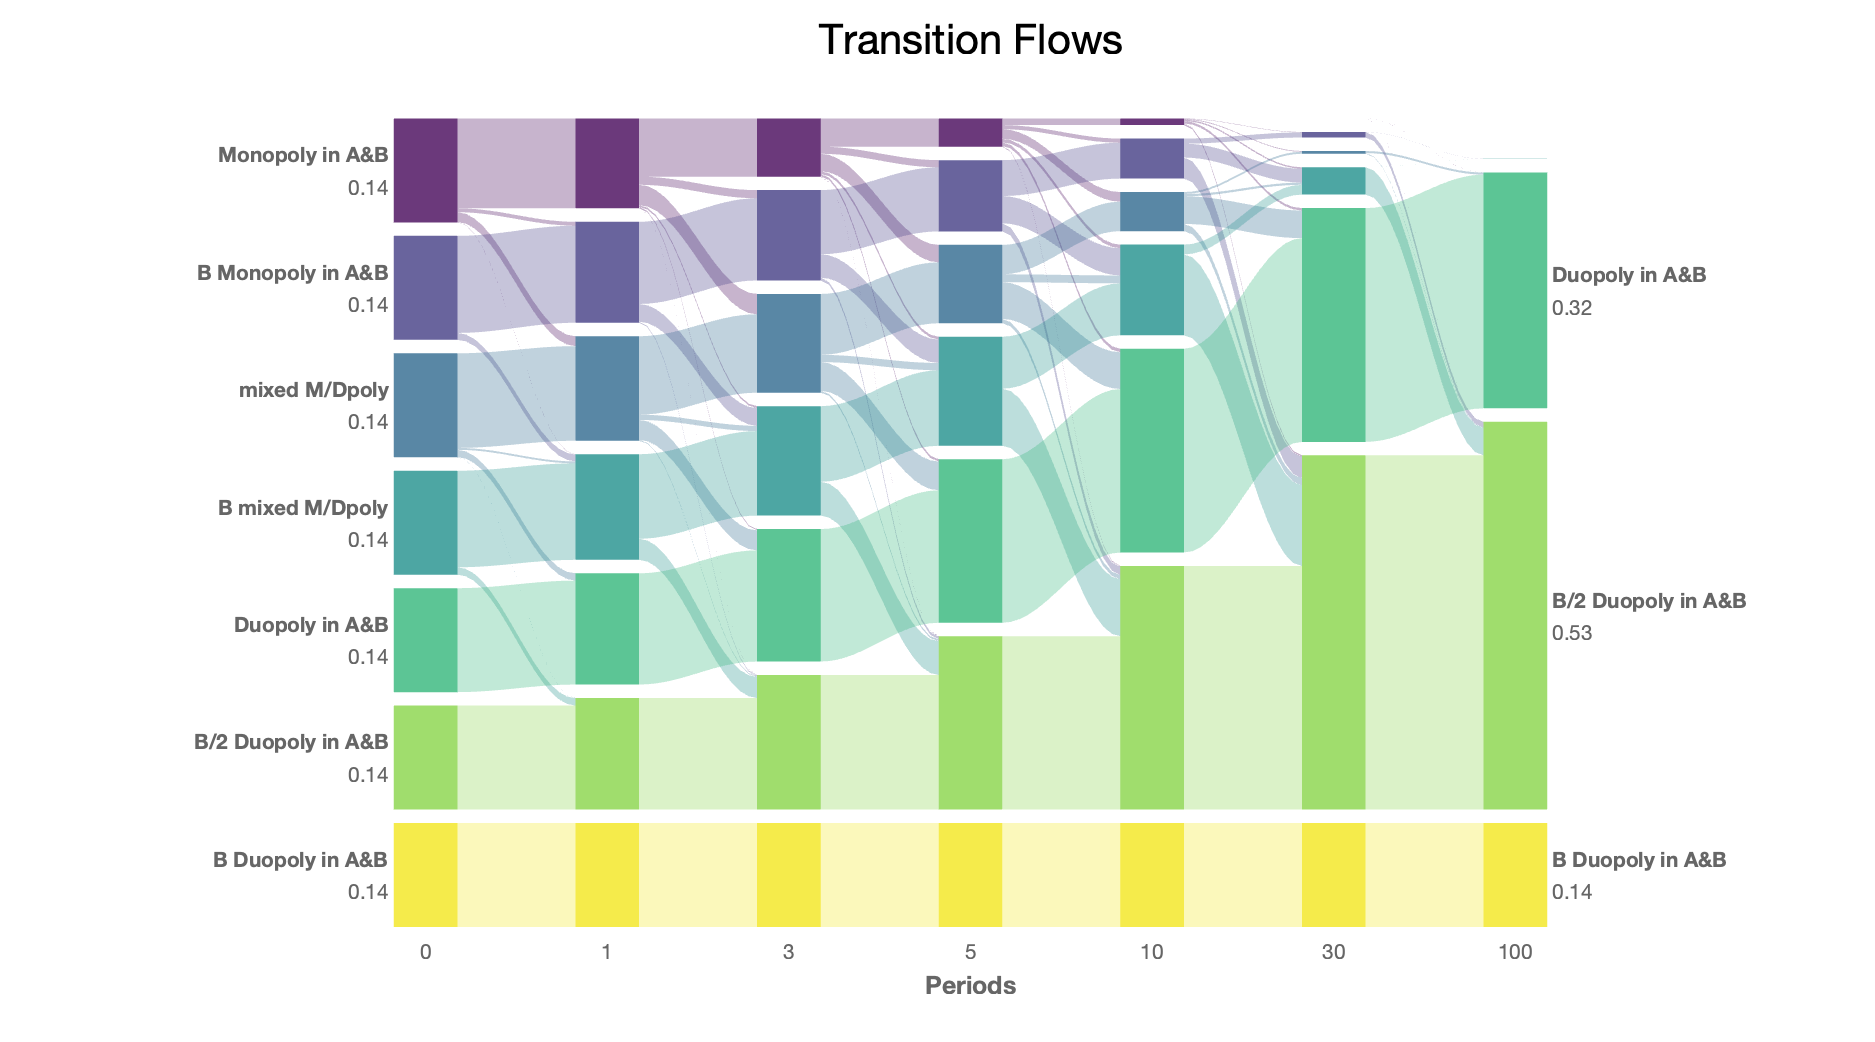 Transition Flows
Monopoly in A&B
0.14
B Monopoly in A&B
0.14
mixed M/Dpoly
0.14
B mixed M/Dpoly
0.14
Duopoly in A&B
0.14
B/2 Duopoly in A&B
0.14
B Duopoly in A&B
0.14
Duopoly in A&B
0.32
B/2 Duopoly in A&B
0.53
B Duopoly in A&B
0.14
0 1 3 5 10 30 100
Periods